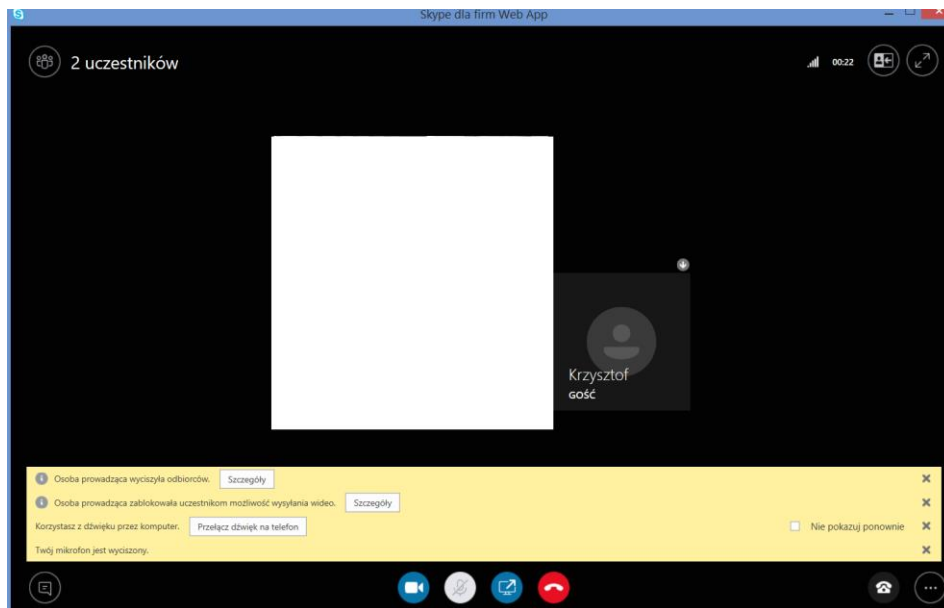 Skype dla firm Web App
2 uczestników
00:22
Krzysztof
GOŚĆ
Osoba prowadząca wyciszyła odbiorców. Szczegóły
Osoba prowadząca zablokowała uczestnikom możliwość wysyłania wideo. Szczegóły
Korzystasz z dźwięku przez komputer. Przełącz dźwięk na telefon Nie pokazuj ponownie
Twój mikrofon jest wyciszony.